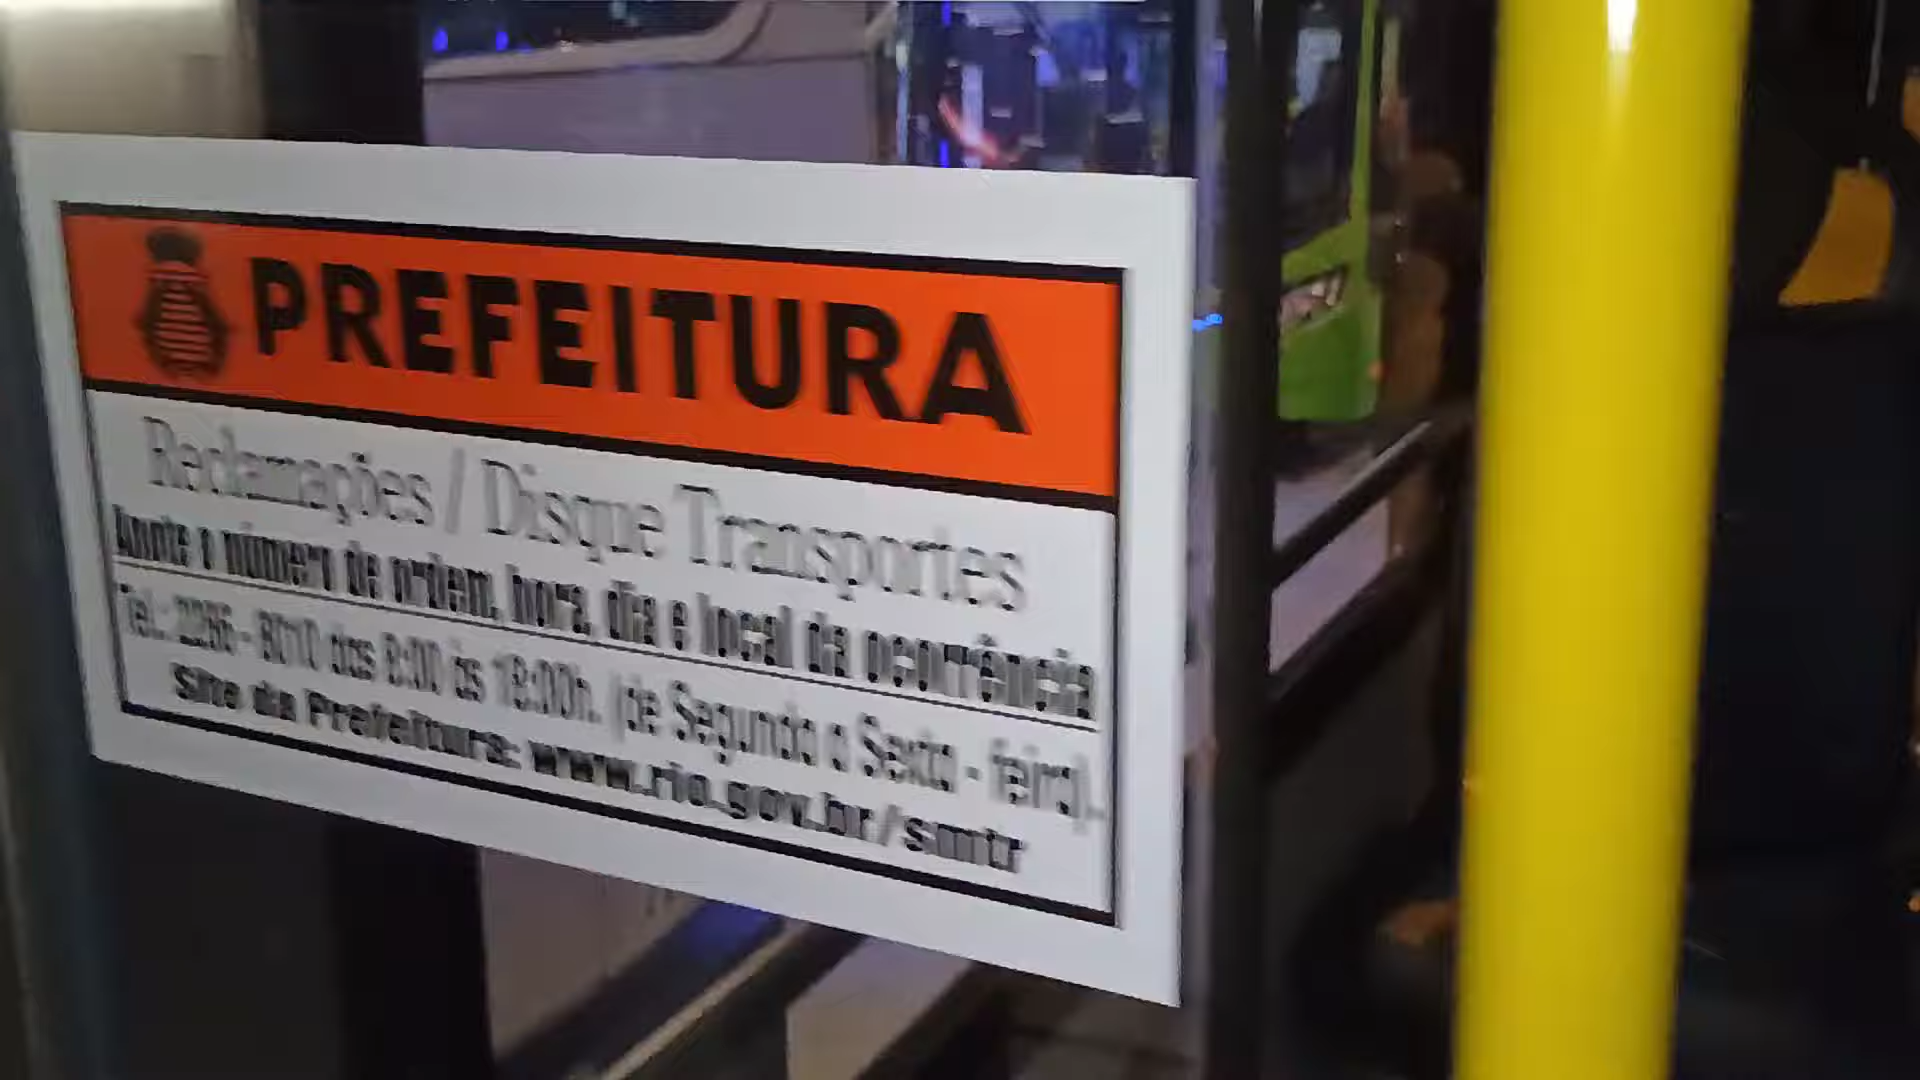 PREFEITURA
Reclamações / Disque Transportes
Anote o número de ordem, hora, dia e local da ocorrência
Tel.: 2286 - 8010 das 8:00 às 18:00h. (de Segunda a Sexta - feira).
Site da Prefeitura: www.rio.gov.br/smtr